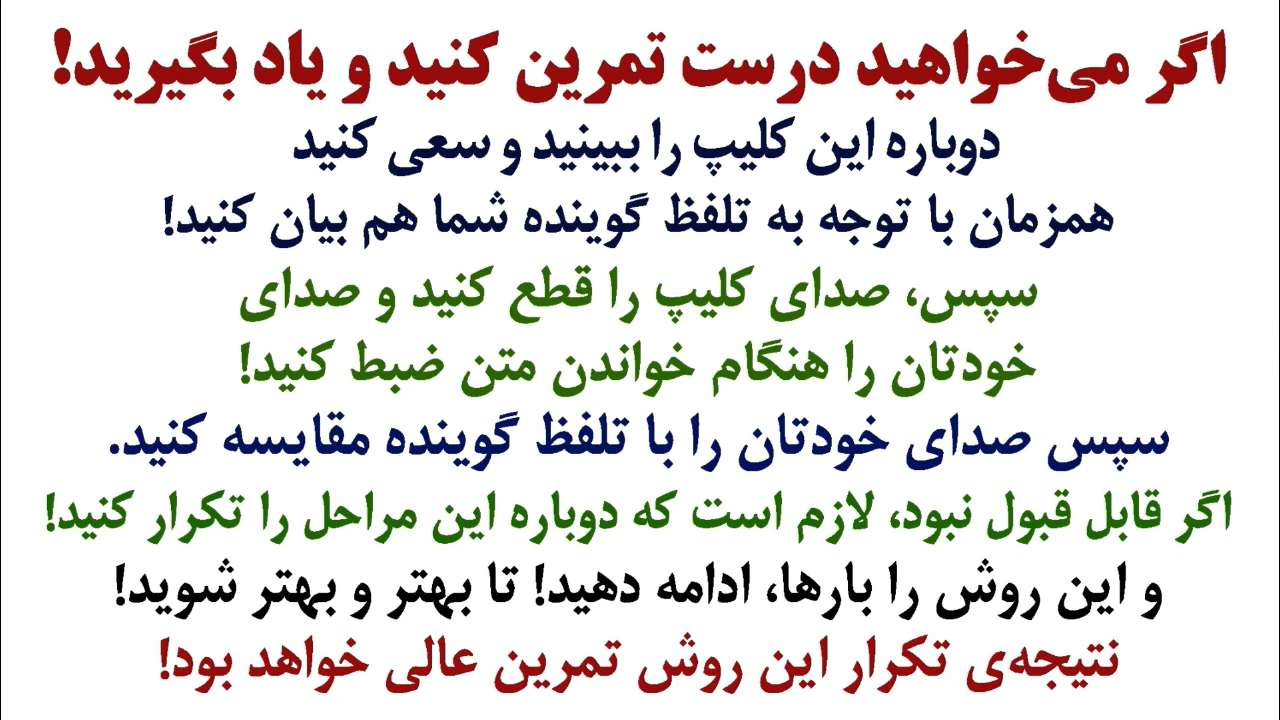 اگر می‌خواهید درست تمرین کنید و یاد بگیرید!
دوباره این کلیپ را ببینید و سعی کنید
همزمان با توجه به تلفظ گوینده شما هم بیان کنید!
سپس، صدای کلیپ را قطع کنید و صدای
خودتان را هنگام خواندن متن ضبط کنید!
سپس صدای خودتان را با تلفظ گوینده مقایسه کنید.
اگر قابل قبول نبود، لازم است که دوباره این مراحل را تکرار کنید!
و این روش را بارها، ادامه دهید! تا بهتر و بهتر شوید!
نتیجه‌ی تکرار این روش تمرین عالی خواهد بود!